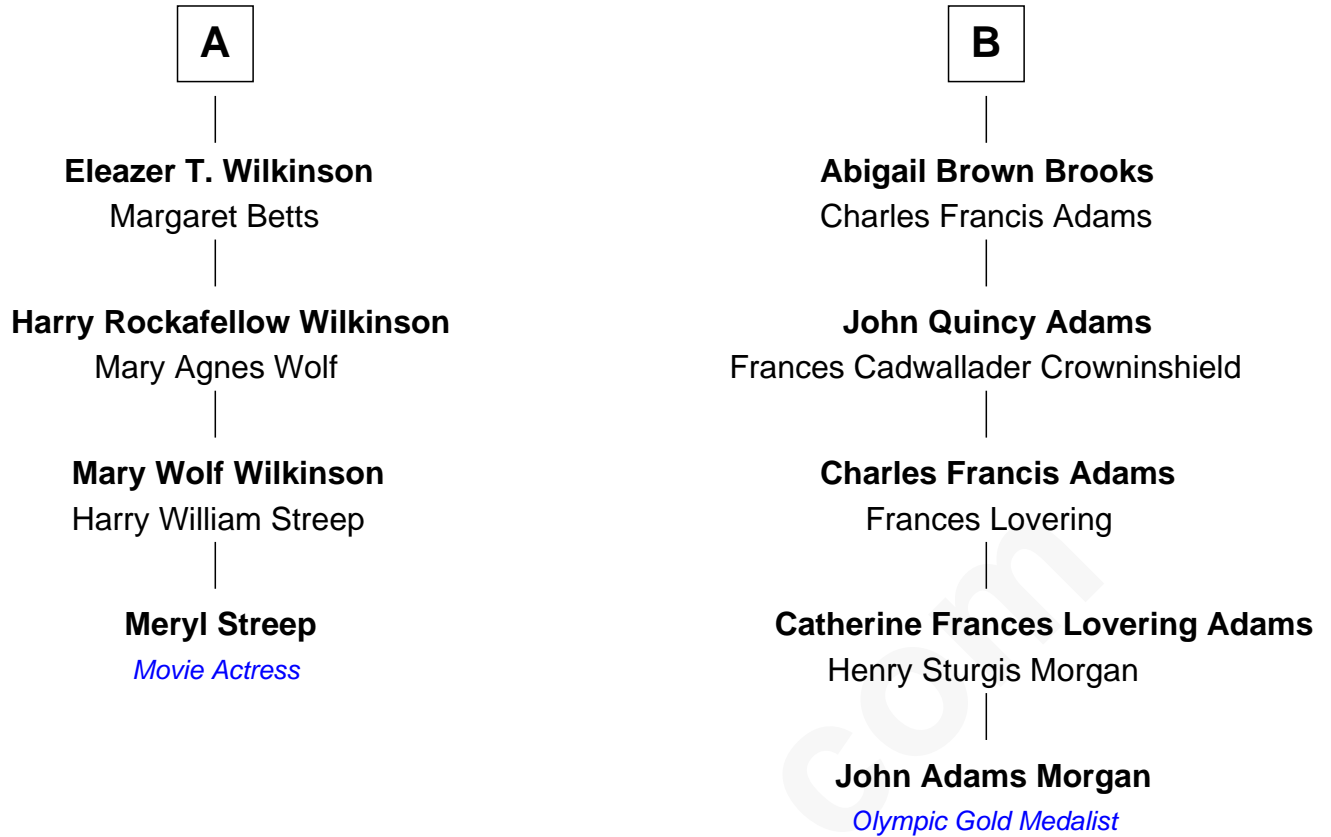 A
Eleazer T. Wilkinson
Margaret Betts
Harry Rockafellow Wilkinson
Mary Agnes Wolf
Mary Wolf Wilkinson
Harry William Streep
Meryl Streep
Movie Actress
B
Abigail Brown Brooks
Charles Francis Adams
John Quincy Adams
Frances Cadwallader Crowninshield
Charles Francis Adams
Frances Lovering
Catherine Frances Lovering Adams
Henry Sturgis Morgan
John Adams Morgan
Olympic Gold Medalist
com